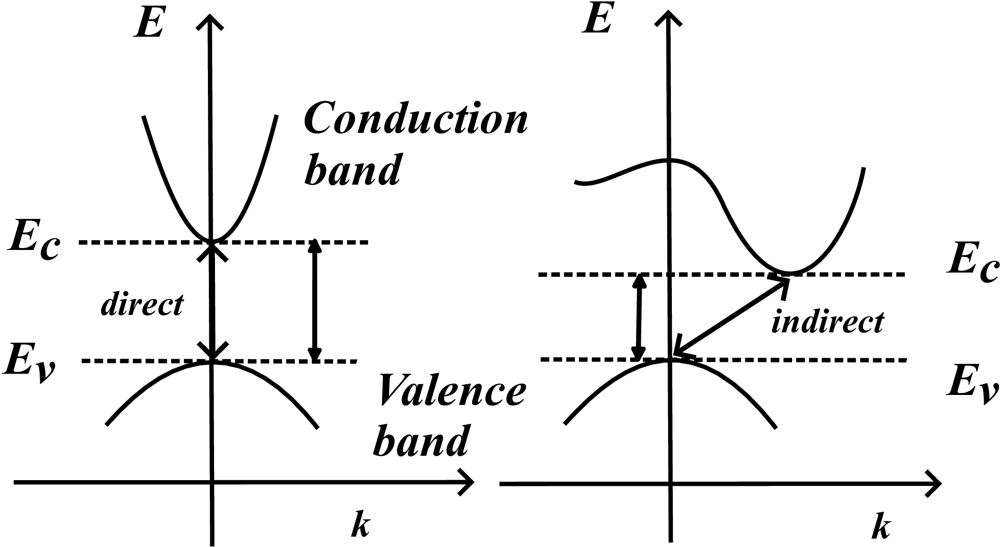 E
Conduction
band
Ec
direct
Ev
Valence
band
k
E
Ec
indirect
Ev
k